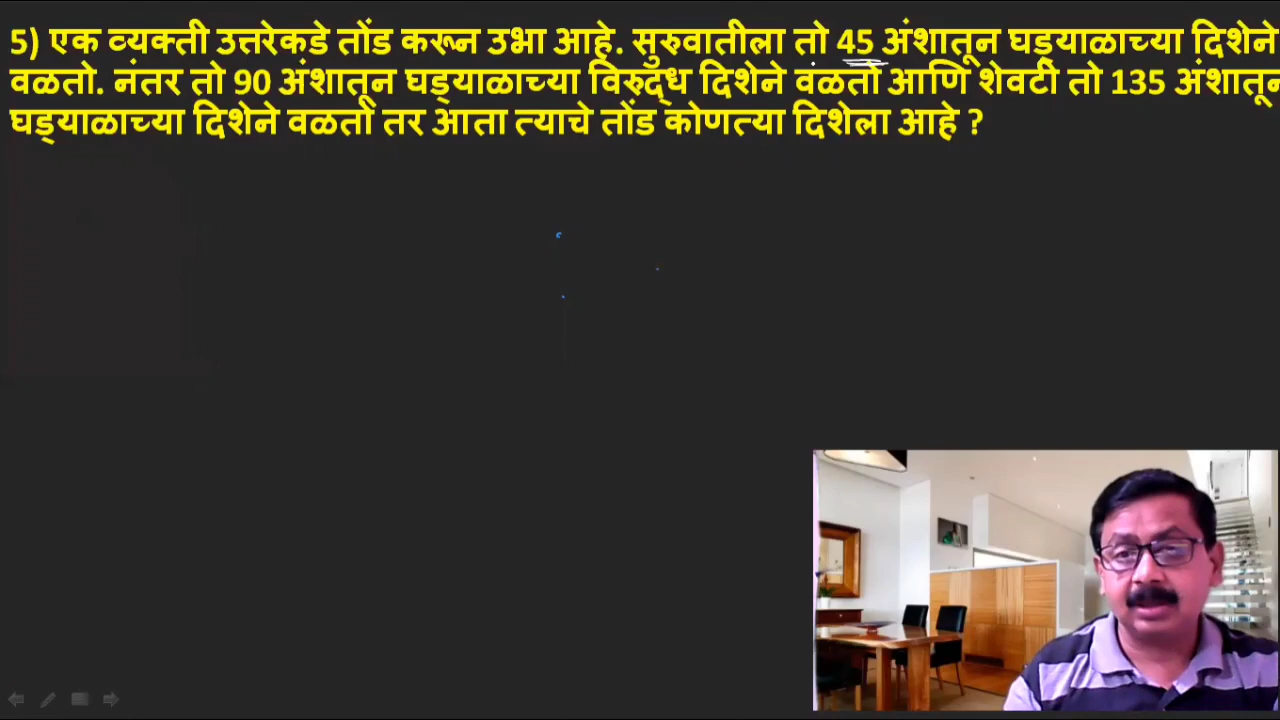 5) एक व्यक्ती उत्तरेकडे तोंड करून उभा आहे. सुरुवातीला तो 45 अंशातून घड्याळाच्या दिशेने
वळतो. नंतर तो 90 अंशातून घड्याळाच्या विरुद्ध दिशेने वळतो आणि शेवटी तो 135 अंशातून
घड्याळाच्या दिशेने वळतो तर आता त्याचे तोंड कोणत्या दिशेला आहे ?